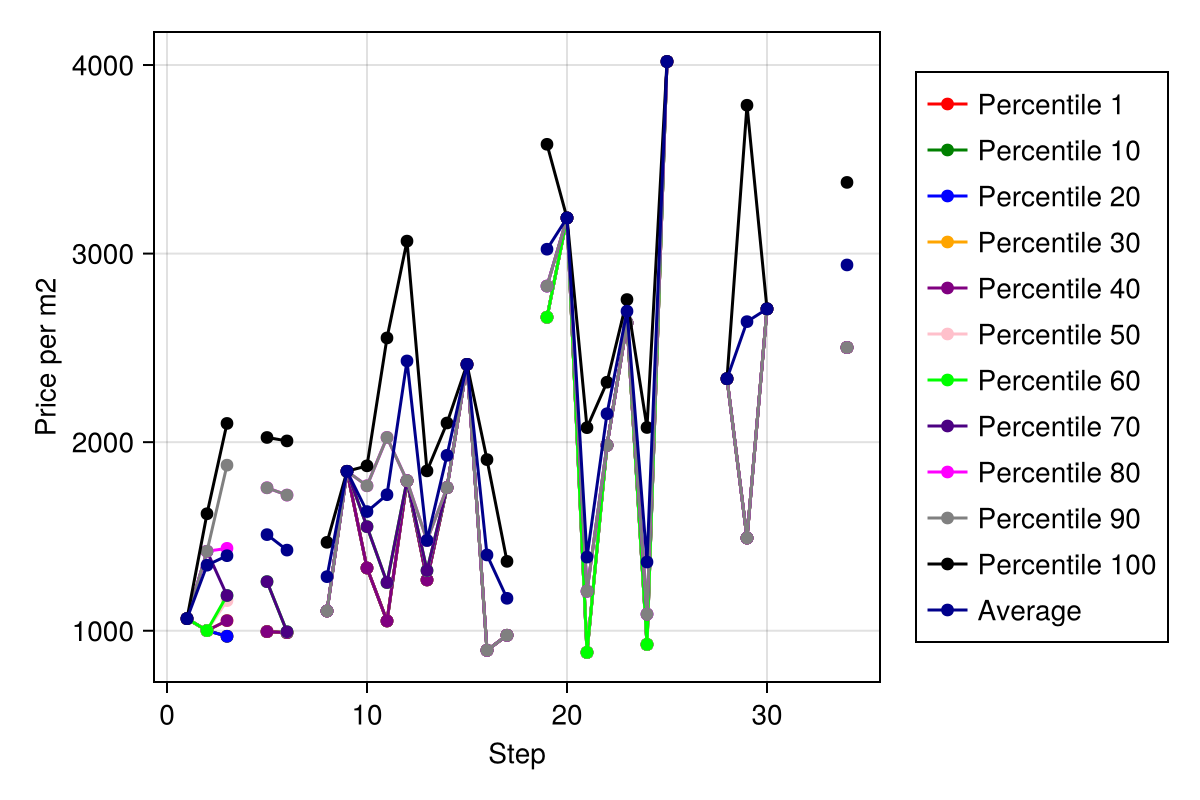 4000
3000
2000
1000
Price per m2
0 10 20 30
Step
Percentile 1
Percentile 10
Percentile 20
Percentile 30
Percentile 40
Percentile 50
Percentile 60
Percentile 70
Percentile 80
Percentile 90
Percentile 100
Average